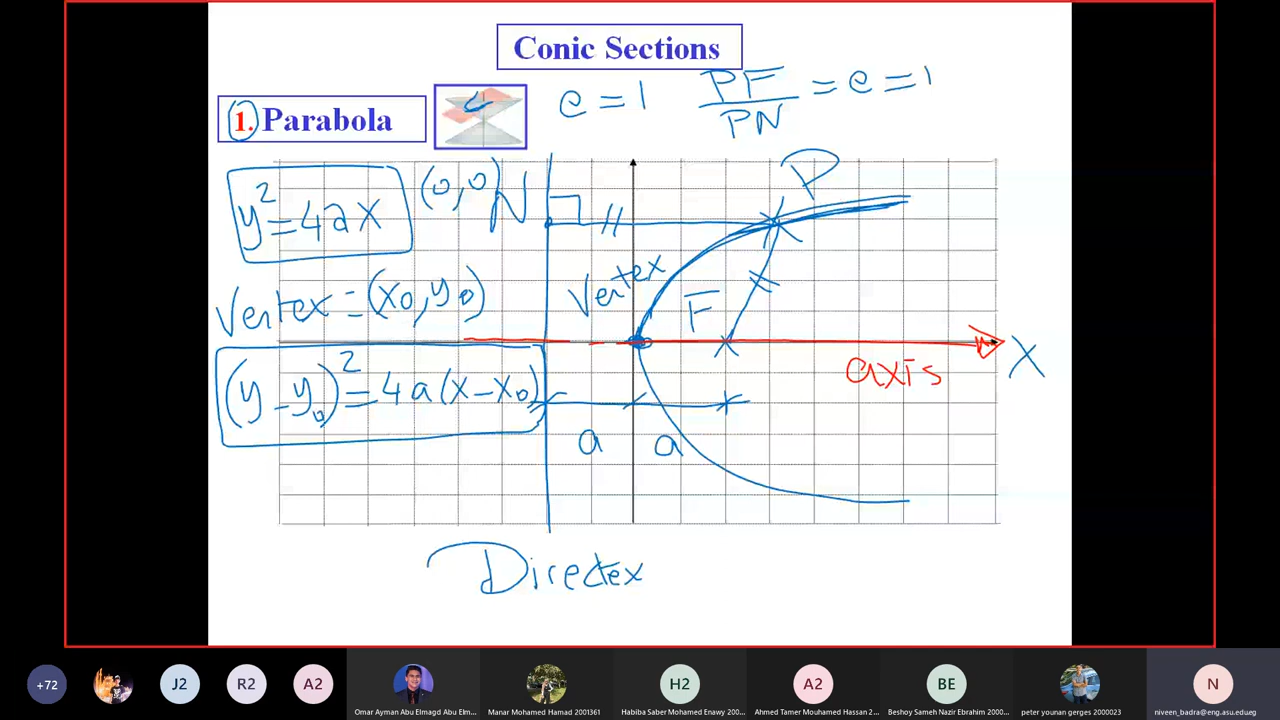 Conic Sections
e = 1
PF/PN = e = 1
1. Parabola
y² = 4ax
(0,0)
N
P
Vertex = (x₀, y₀)
Vertex
F
(y - y₀)² = 4a(x - x₀)
axis
X
a
a
Directex
+72
J2
R2
A2
H2
A2
BE
N
Omar Ayman Abu Elmagd Abu Elm...
Manar Mohamed Hamad 2001361
Habiba Saber Mohamed Enawy 200...
Ahmed Tamer Mouhamed Hassan 2...
Beshoy Sameh Nazir Ebrahim 2000...
peter younan gerges 2000023
niveen_badra@eng.asu.edueg